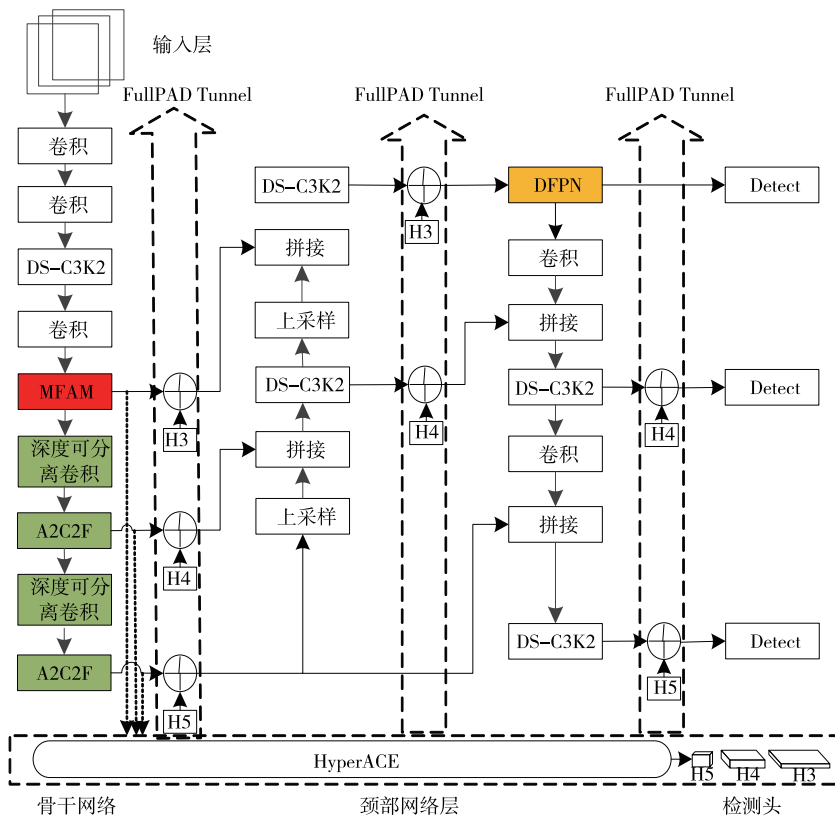 输入层
FullPAD Tunnel
FullPAD Tunnel
FullPAD Tunnel
卷积
卷积
DS-C3K2
卷积
MFAM
深度可分
离卷积
A2C2F
深度可分
离卷积
A2C2F
H3
H4
H5
DS-C3K2
拼接
上采样
DS-C3K2
拼接
上采样
H3
H4
DFPN
卷积
拼接
DS-C3K2
卷积
拼接
DS-C3K2
H4
H5
Detect
Detect
Detect
HyperACE
H5
H4
H3
骨干网络
颈部网络层
检测头